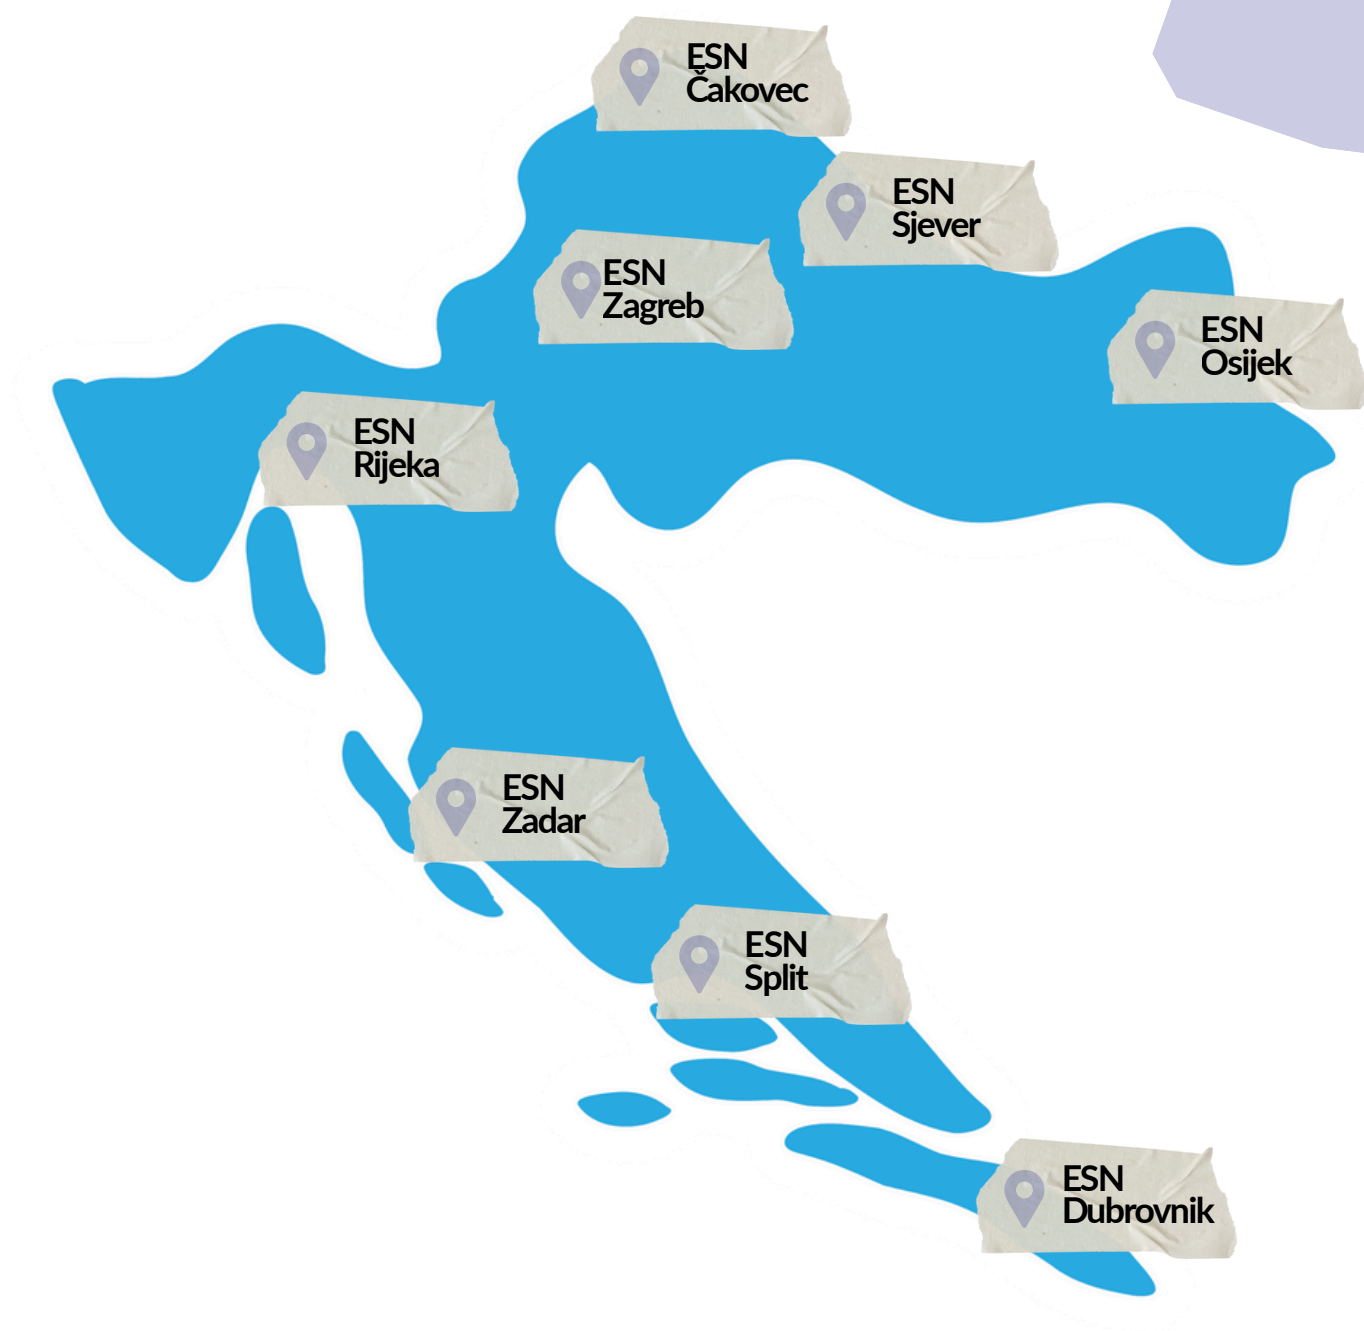 ESN
Čakovec
ESN
Sjever
ESN
Zagreb
ESN
Osijek
ESN
Rijeka
ESN
Zadar
ESN
Split
ESN
Dubrovnik